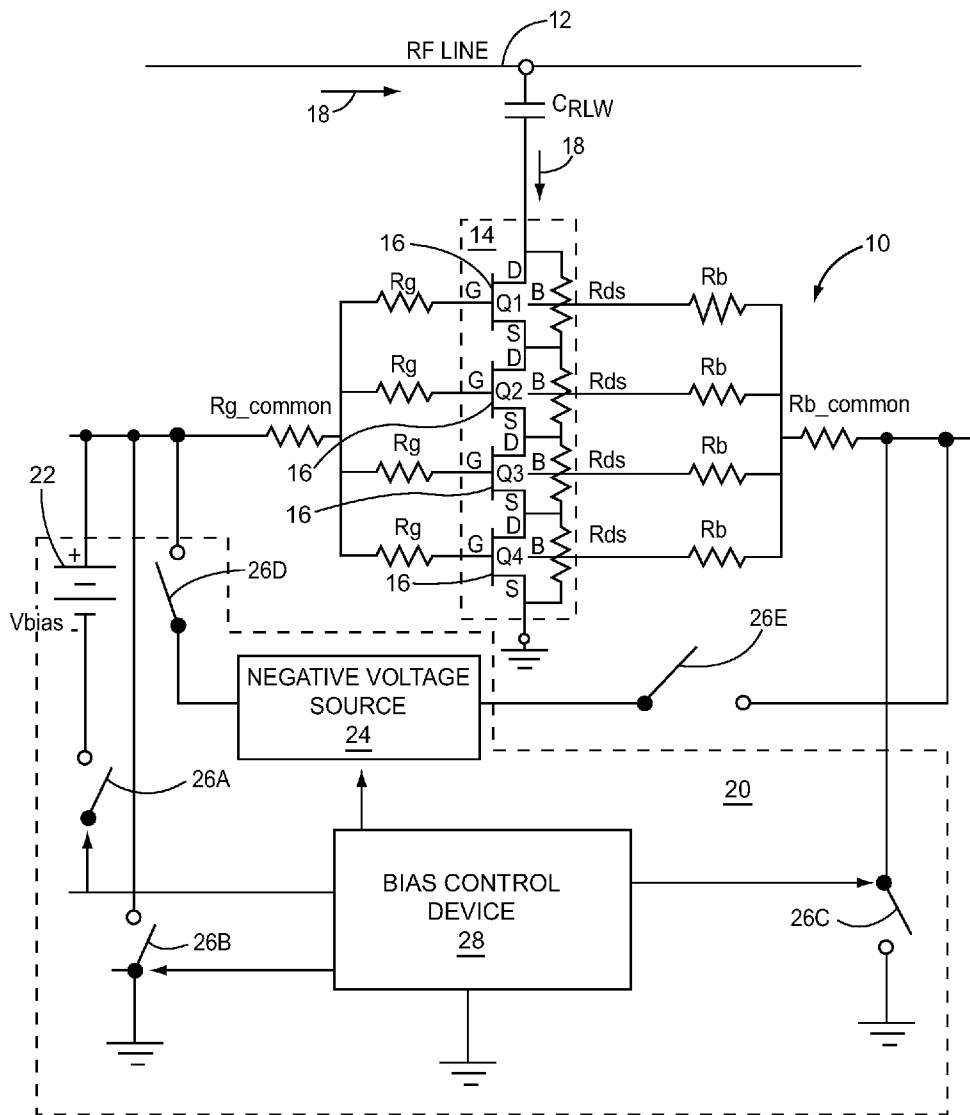 12
RF LINE
18
CRLW
18
14
16
10
D
Rg
G
Q1
B
Rds
Rb
S
D
Rg
G
Q2
B
Rds
Rb
Rg_common
S
Rb_common
D
16
Rg
G
Q3
B
Rds
Rb
22
16
S
D
Rg
G
Q4
B
Rds
Rb
+
16
S
26D
Vbias
-
26E
NEGATIVE VOLTAGE
SOURCE
24
26A
20
BIAS CONTROL
DEVICE
28
26B
26C